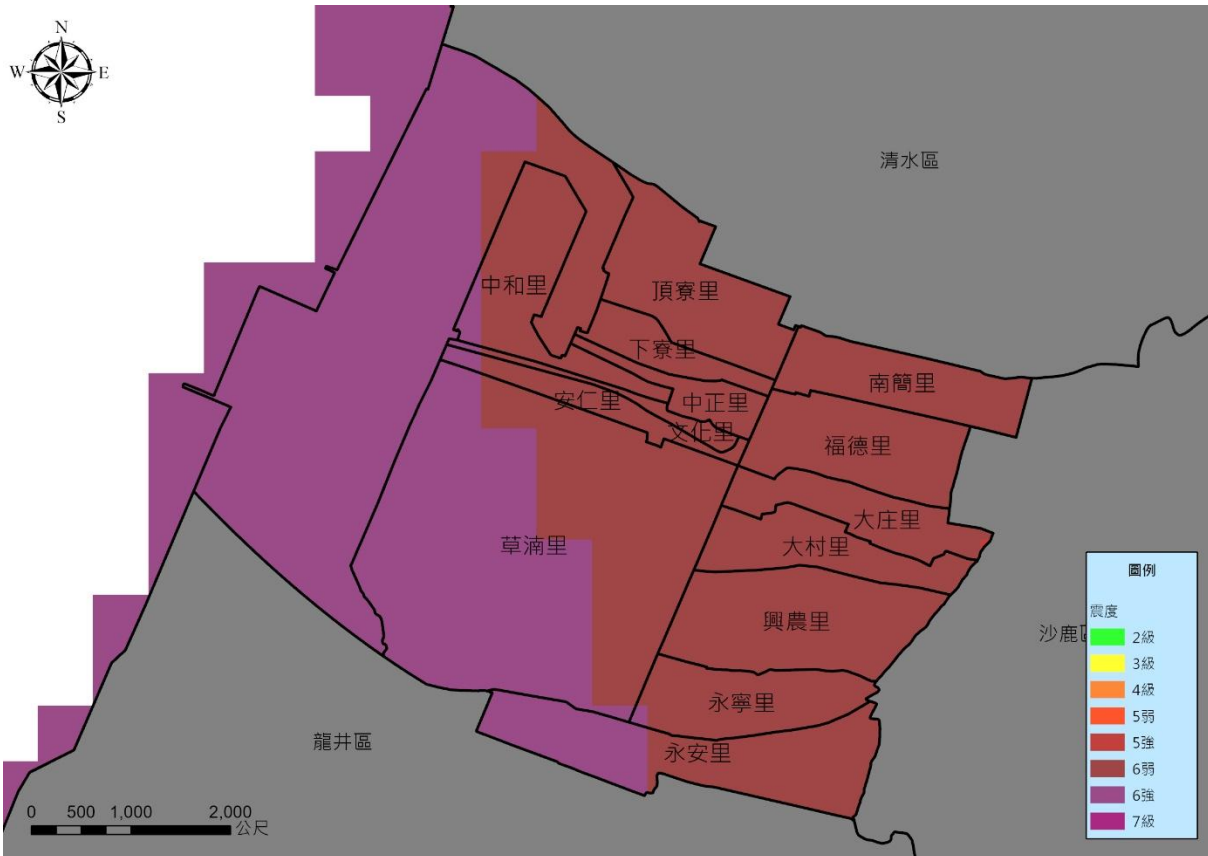 N
W E
S
清水區
中和里
頂寮里
下寮里
南簡里
安仁里
中正里
文化里
福德里
大庄里
草湳里
大村里
興農里
沙鹿
永寧里
龍井區
永安里
圖例
震度
2級
3級
4級
5弱
5強
6弱
6強
7級
0 500 1,000 2,000
公尺